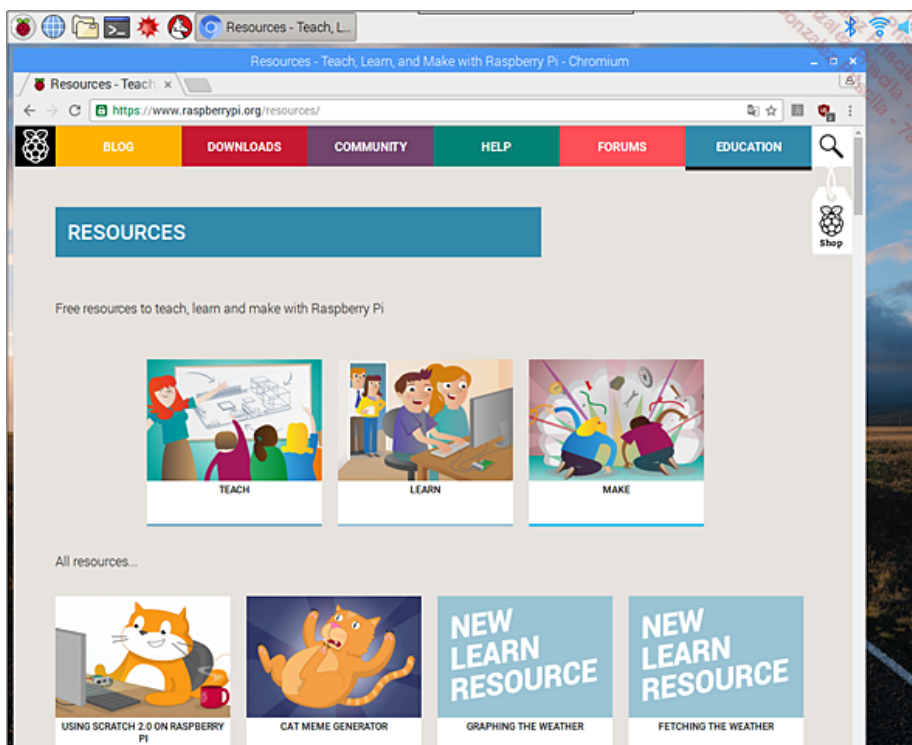 Resources - Teach, L...
Resources - Teach, Learn, and Make with Raspberry Pi - Chromium
Resources - Teach
https://www.raspberrypi.org/resources/
BLOG DOWNLOADS COMMUNITY HELP FORUMS EDUCATION
Shop
RESOURCES
Free resources to teach, learn and make with Raspberry Pi
TEACH LEARN MAKE
All resources...
NEW
LEARN
RESOURCE
NEW
LEARN
RESOURCE
USING SCRATCH 2.0 ON RASPBERRY
PI
CAT MEME GENERATOR
GRAPHING THE WEATHER
FETCHING THE WEATHER